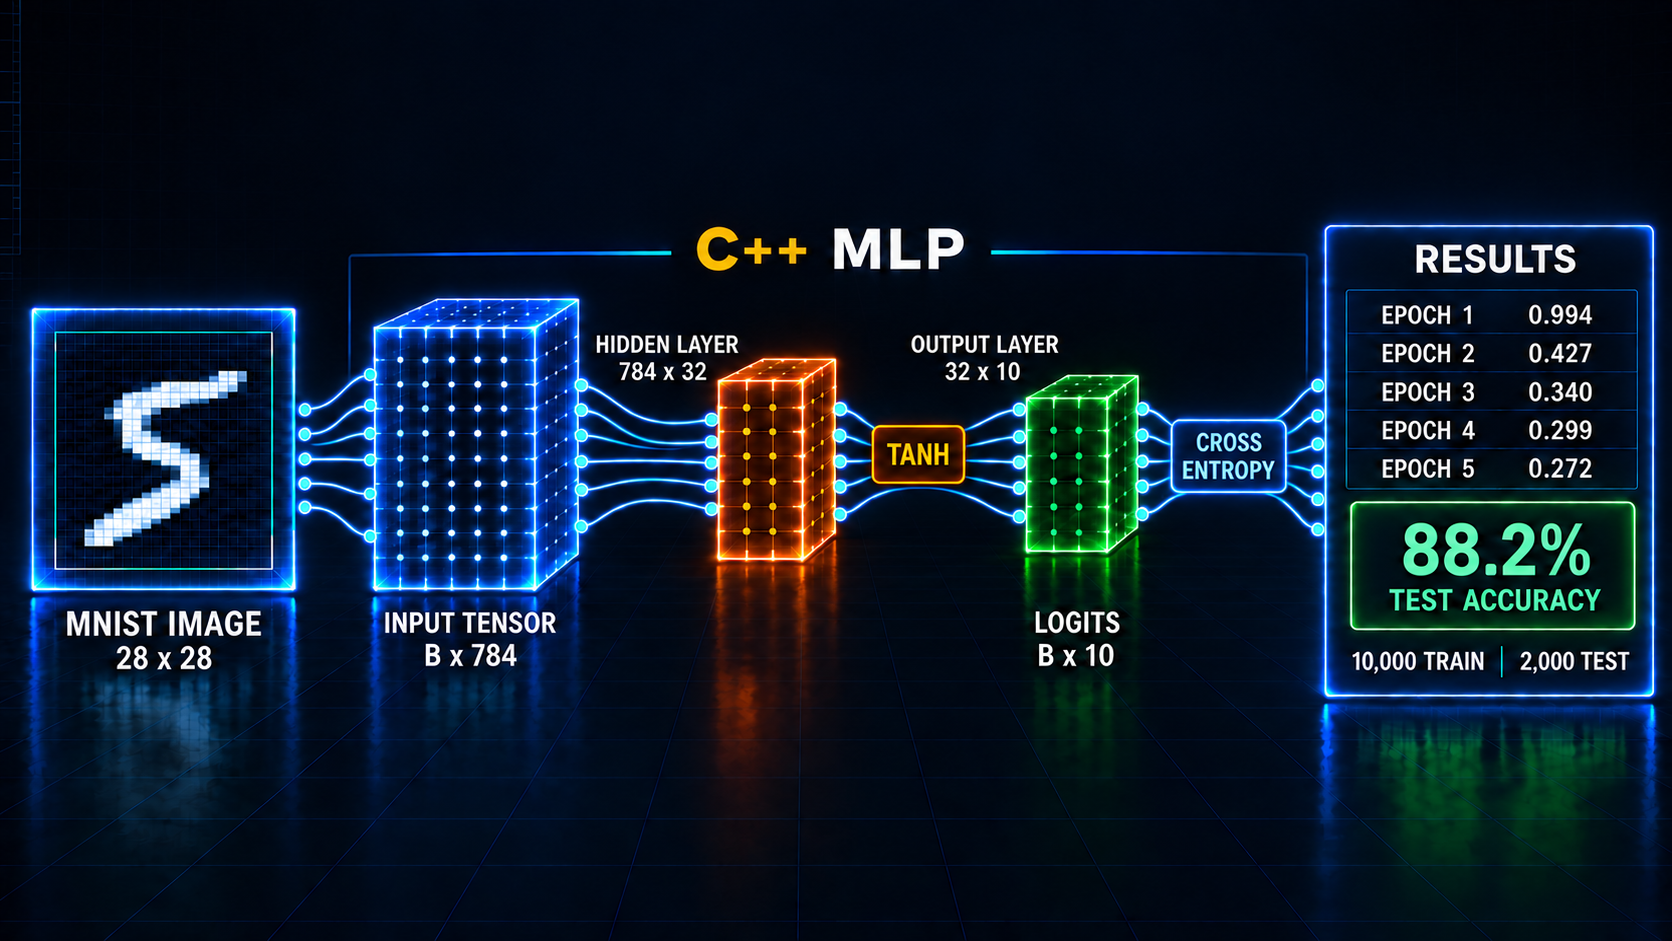 C++ MLP
MNIST IMAGE
28 x 28
INPUT TENSOR
B x 784
HIDDEN LAYER
784 x 32
TANH
OUTPUT LAYER
32 x 10
LOGITS
B x 10
CROSS
ENTROPY
RESULTS
EPOCH 1 0.994
EPOCH 2 0.427
EPOCH 3 0.340
EPOCH 4 0.299
EPOCH 5 0.272
88.2%
TEST ACCURACY
10,000 TRAIN | 2,000 TEST